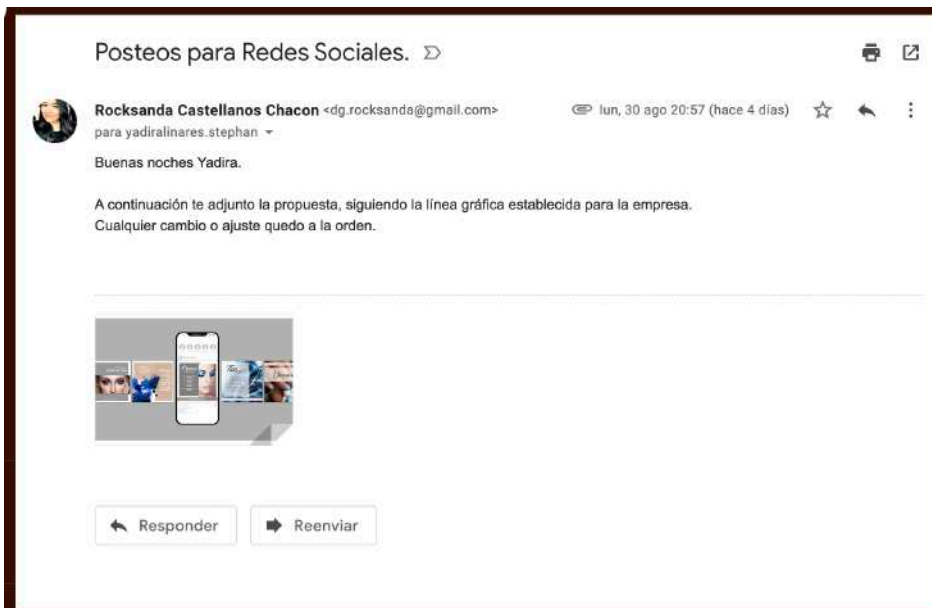 Posteos para Redes Sociales.
Rocksanda Castellanos Chacon <dg.rocksanda@gmail.com>
lun, 30 ago 20:57 (hace 4 días)
para yadiralinares.stephan
Buenas noches Yadira.
A continuación te adjunto la propuesta, siguiendo la línea gráfica establecida para la empresa.
Cualquier cambio o ajuste quedo a la orden.
Responder
Reenviar